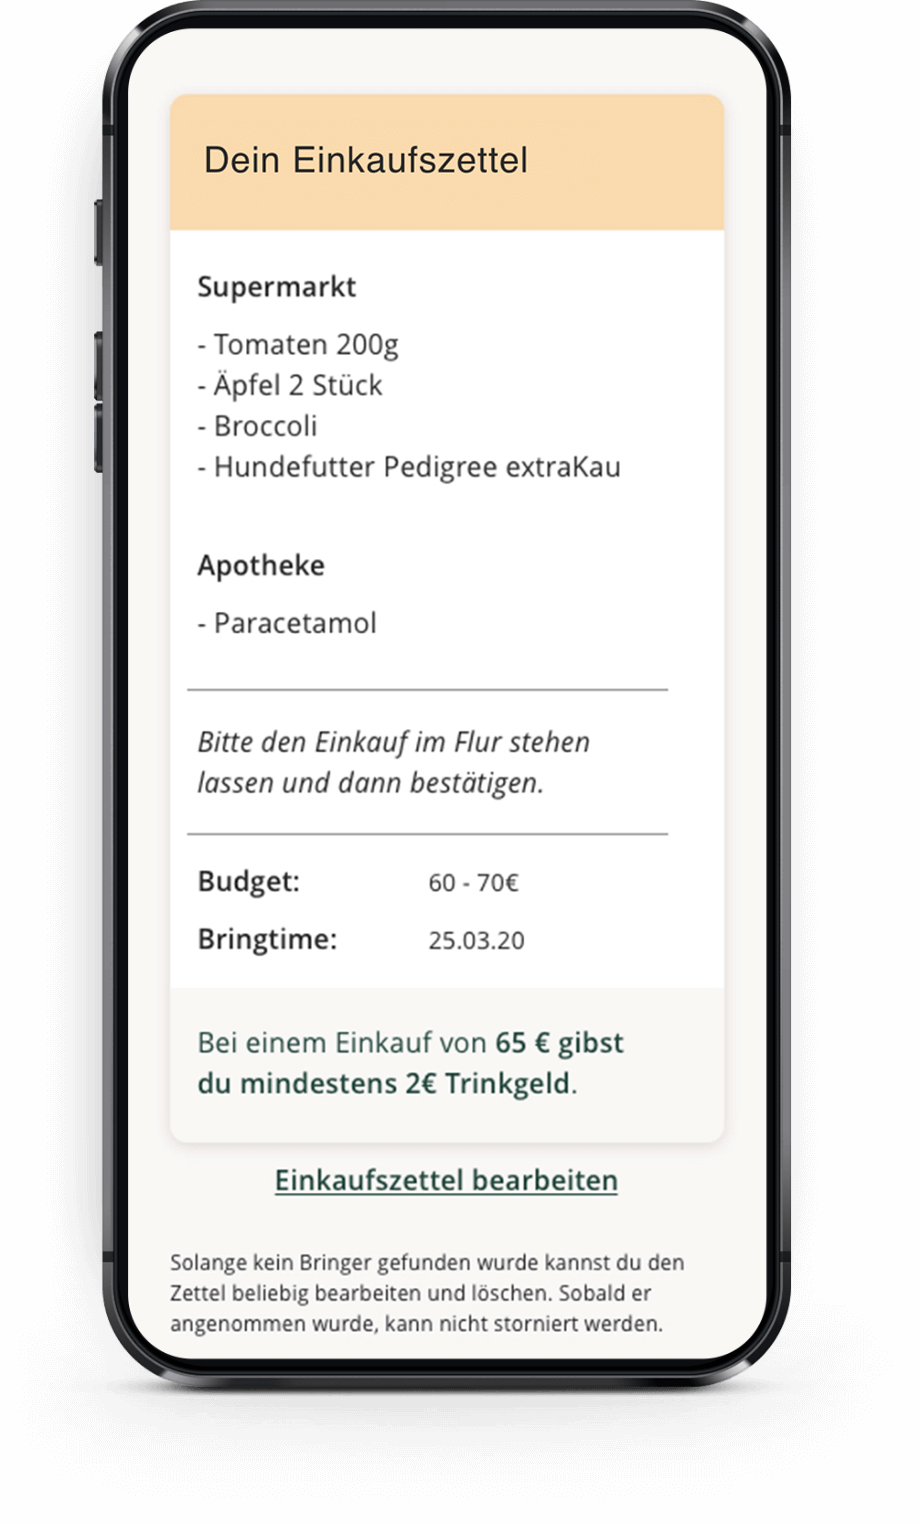 Dein Einkaufszettel
Supermarkt
- Tomaten 200g
- Äpfel 2 Stück
- Broccoli
- Hundefutter Pedigree extraKau
Apotheke
- Paracetamol
Bitte den Einkauf im Flur stehen
lassen und dann bestätigen.
Budget: 60 - 70€
Bringtime: 25.03.20
Bei einem Einkauf von 65 € gibst
du mindestens 2€ Trinkgeld.
Einkaufszettel bearbeiten
Solange kein Bringer gefunden wurde kannst du den
Zettel beliebig bearbeiten und löschen. Sobald er
angenommen wurde, kann nicht storniert werden.